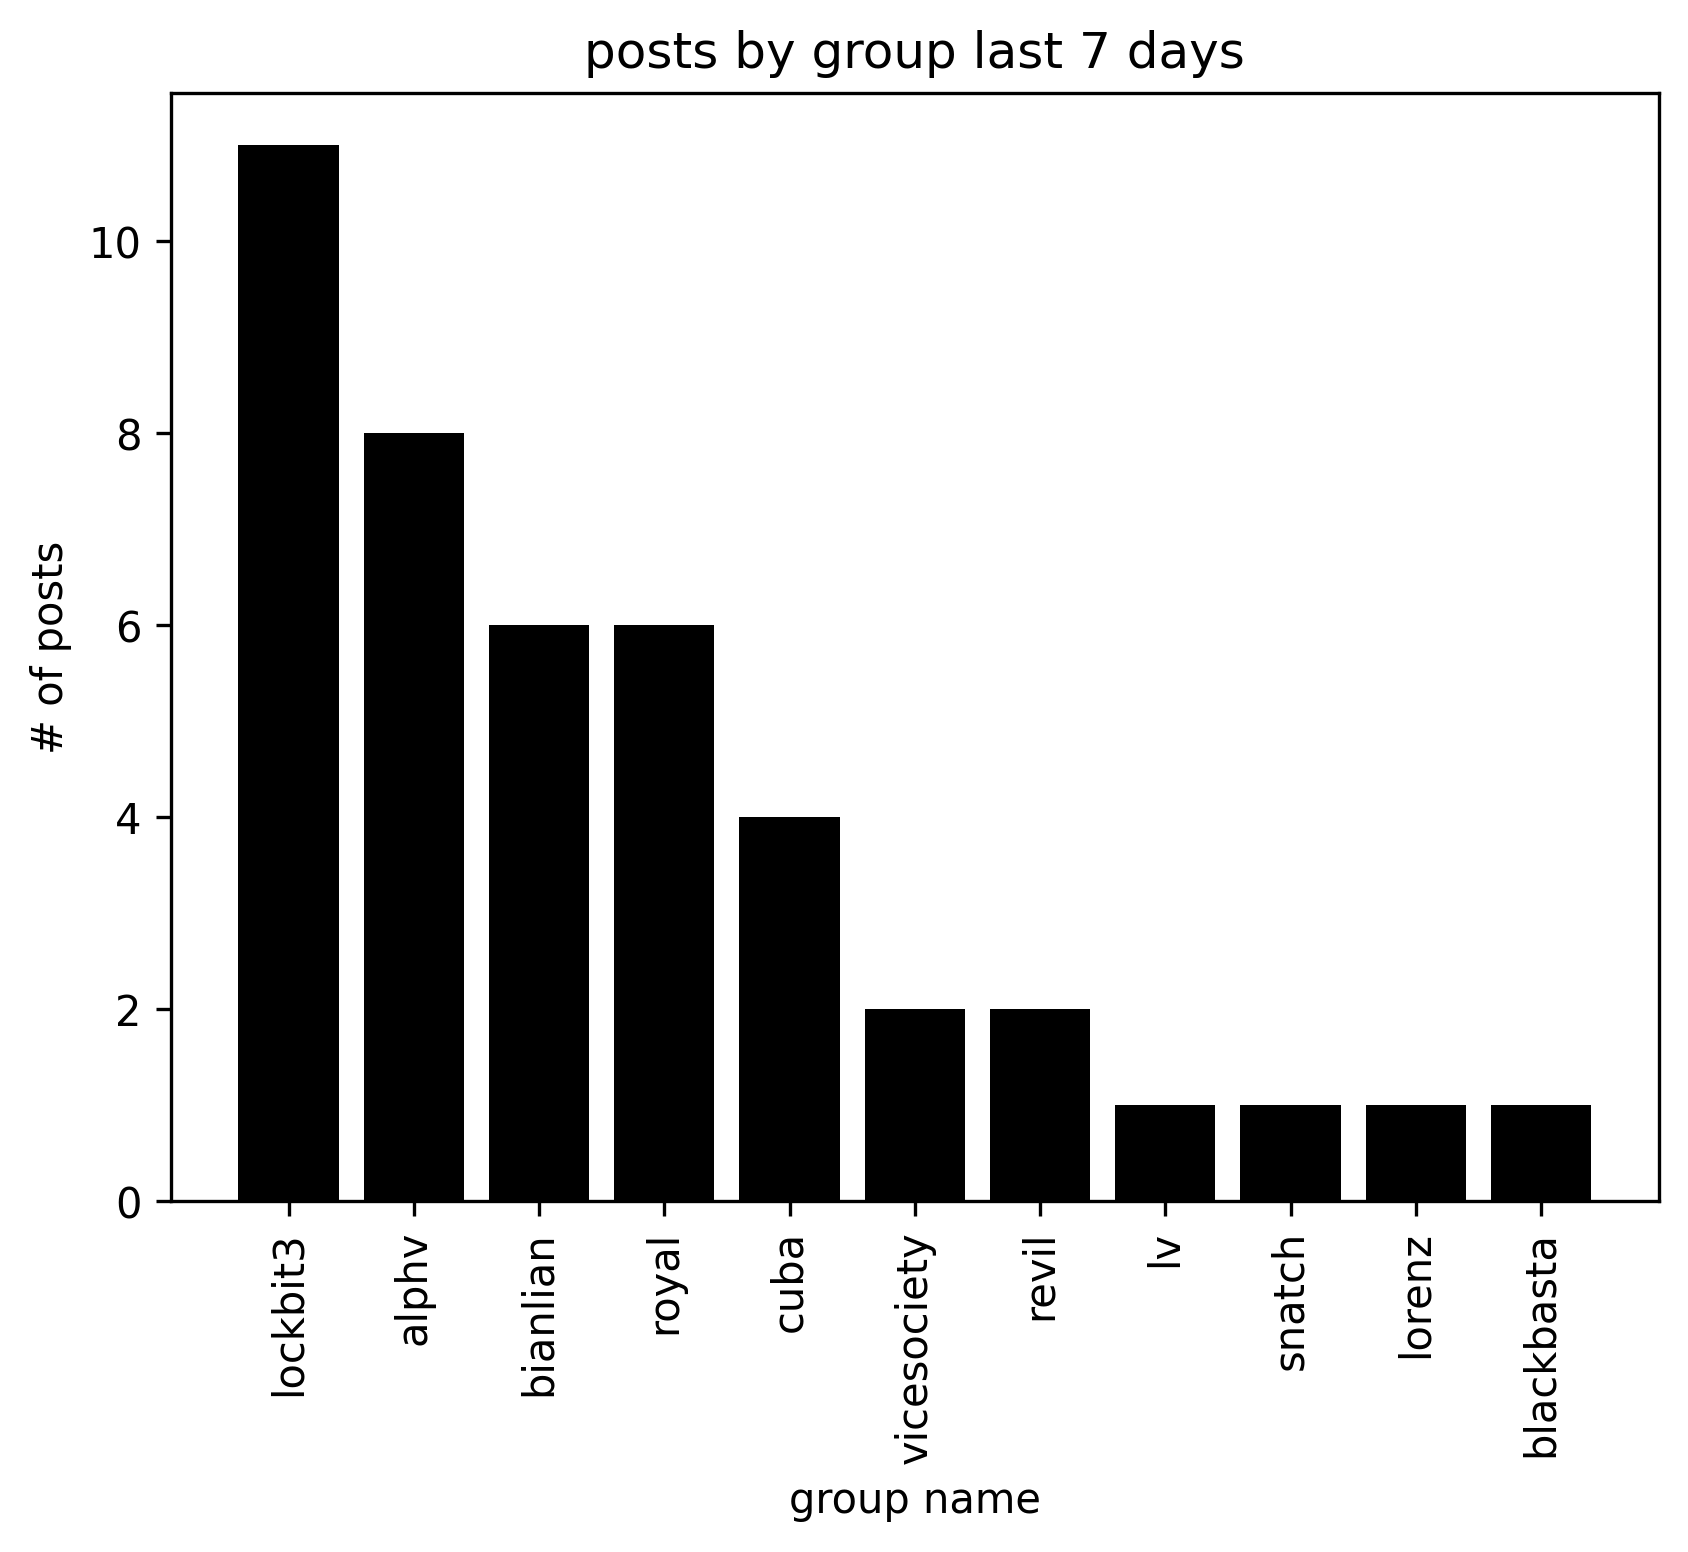 posts by group last 7 days
# of posts
10
8
6
4
2
0
lockbit3
alphv
bianlian
royal
cuba
vicesociety
revil
lv
snatch
lorenz
blackbasta
group name